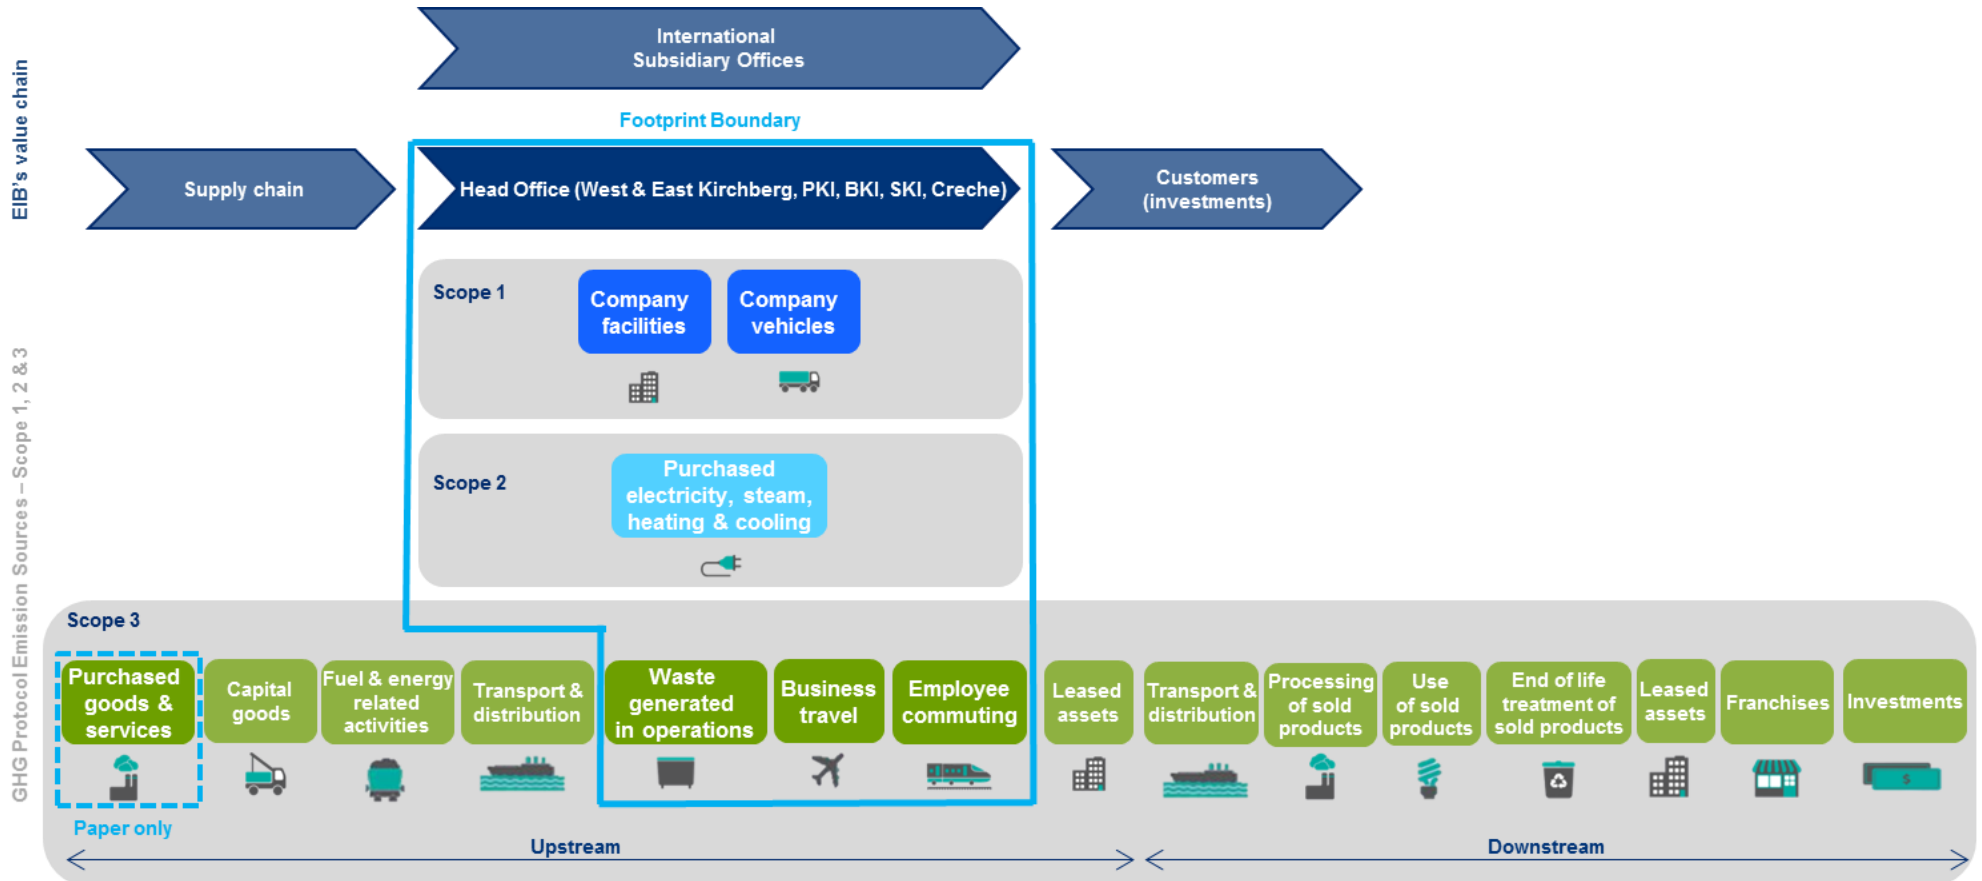 International
Subsidiary Offices
EIB's value chain
Footprint Boundary
Supply chain
Head Office (West & East Kirchberg, PKI, BKI, SKI, Creche)
Customers
(investments)
GHG Protocol Emission Sources – Scope 1, 2 & 3
Scope 1
Company
facilities
Company
vehicles
Scope 2
Purchased
electricity, steam,
heating & cooling
Scope 3
Purchased
goods &
services
Capital
goods
Fuel & energy
related
activities
Transport &
distribution
Waste
generated
in operations
Business
travel
Employee
commuting
Leased
assets
Transport &
distribution
Processing
of sold
products
Use
of sold
products
End of life
treatment of
sold products
Leased
assets
Franchises
Investments
$
Paper only
Upstream
Downstream